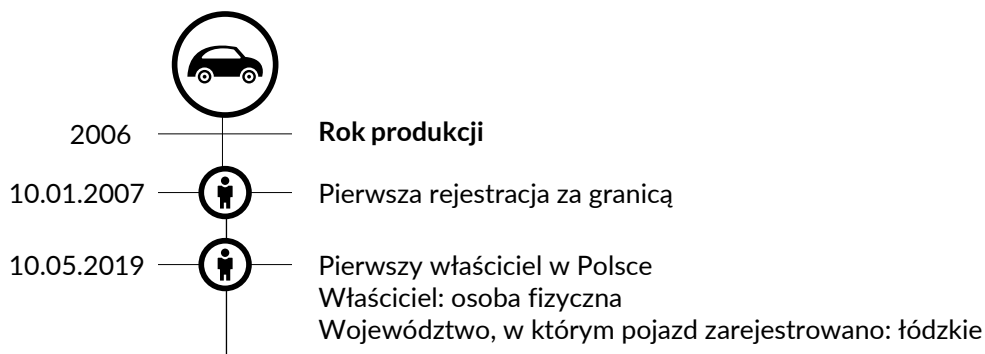 2006 Rok produkcji
10.01.2007 Pierwsza rejestracja za granicą
10.05.2019 Pierwszy właściciel w Polsce
Właściciel: osoba fizyczna
Województwo, w którym pojazd zarejestrowano: łódzkie